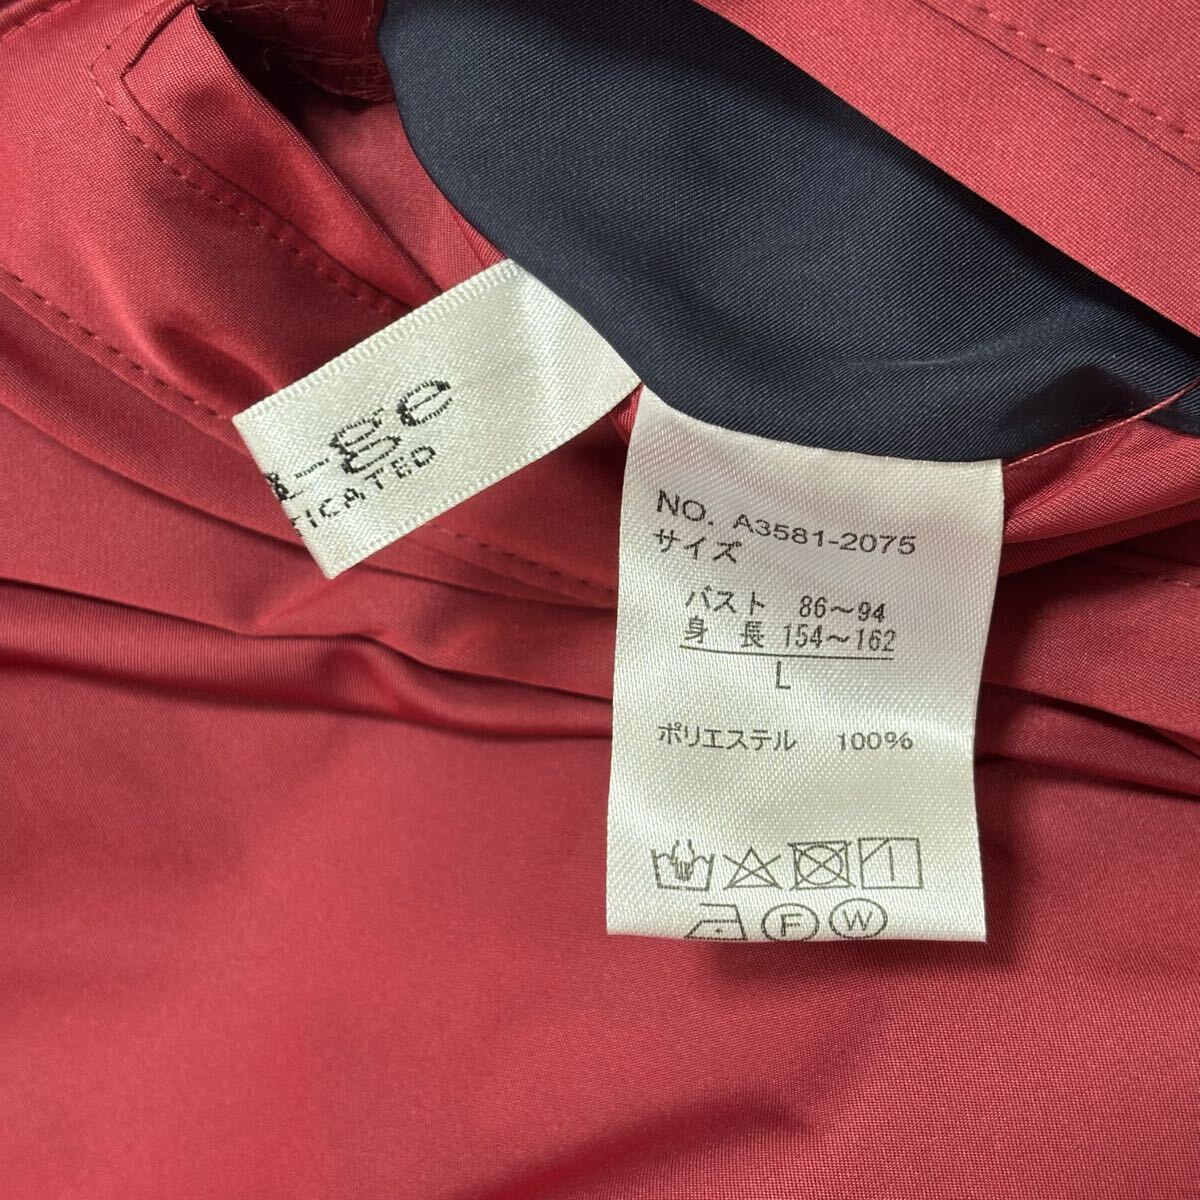 -ge
TICATED
NO. A3581-2075
サイズ
バスト 86～94
身 長 154～162
L
ポリエステル 100%
F W